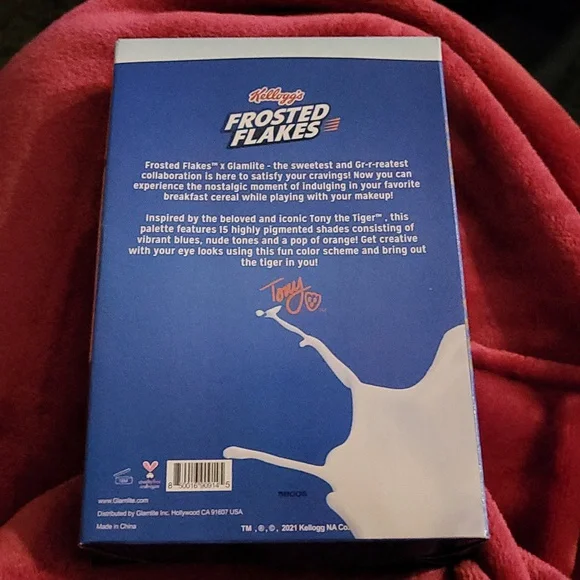 Kellogg's
FROSTED
FLAKES
Frosted Flakes™ x Glamlite - the sweetest and Gr-r-reatest
collaboration is here to satisfy your cravings! Now you can
experience the nostalgic moment of indulging in your favorite
breakfast cereal while playing with your makeup!
Inspired by the beloved and iconic Tony the Tiger™ , this
palette features 15 highly pigmented shades consisting of
vibrant blues, nude tones and a pop of orange! Get creative
with your eye looks using this fun color scheme and bring out
the tiger in you!
Tony
8 50016 90914 5
www.Glamlite.com
Distributed by Glamlite Inc. Hollywood CA 91607 USA
Made in China
TM , ®, ©, 2021 Kellogg NA Co.